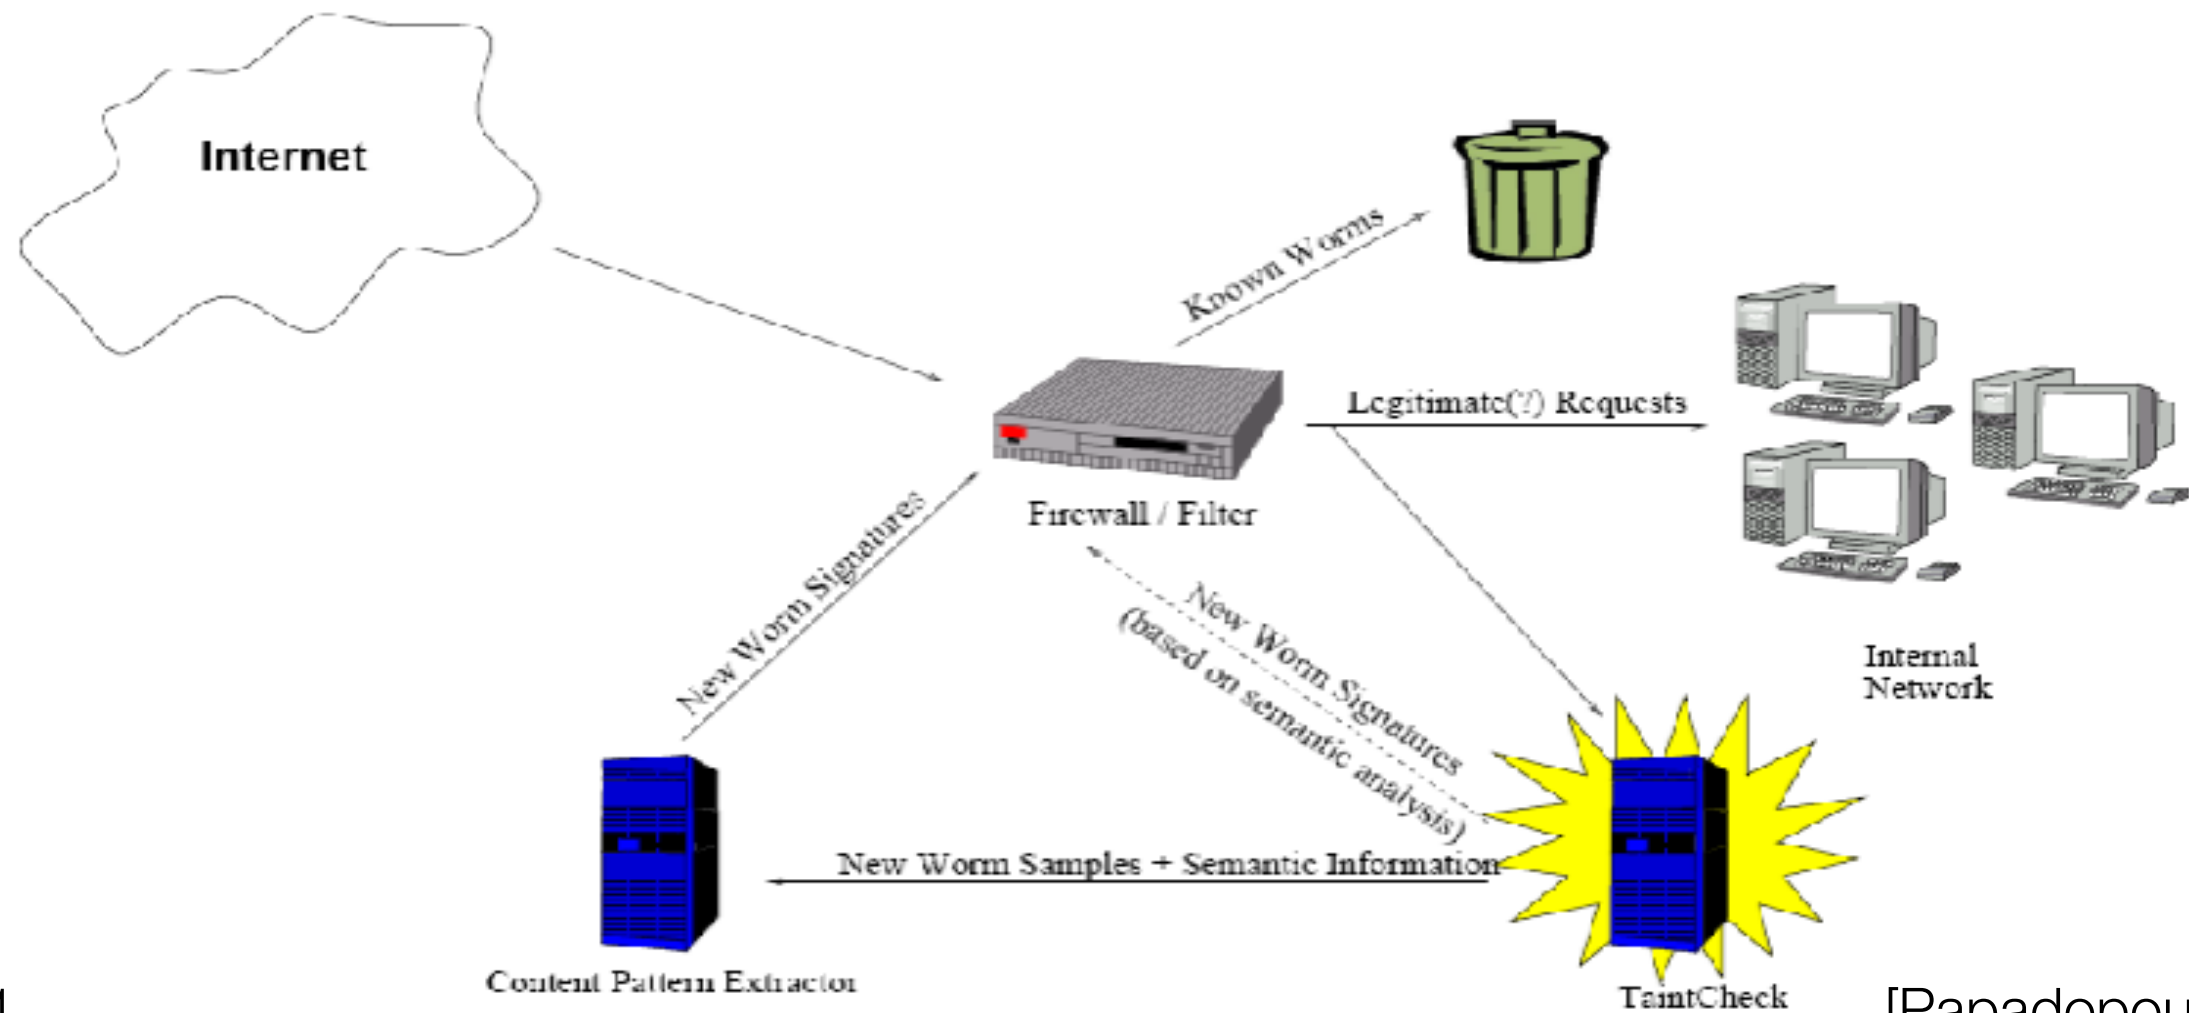 Internet
Known Worms
Legitimate(?) Requests
Firewall / Filter
New Worm Signatures
New Worm Signatures
(based on semantic analysis)
Internal
Network
New Worm Samples + Semantic Information
Content Pattern Extractor
TaintCheck
[Papadopou